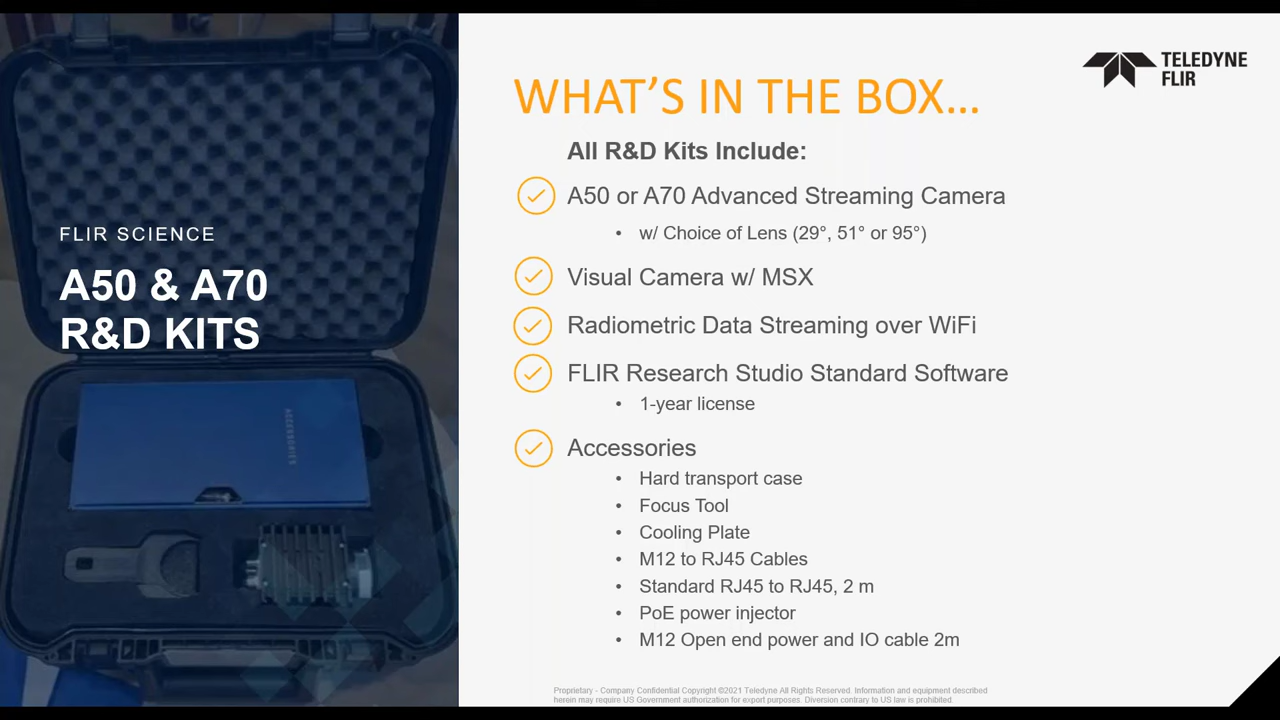 FLIR SCIENCE
A50 & A70
R&D KITS
ACCESSORIES
TELEDYNE
FLIR
WHAT'S IN THE BOX...
All R&D Kits Include:
A50 or A70 Advanced Streaming Camera
• w/ Choice of Lens (29°, 51° or 95°)
Visual Camera w/ MSX
Radiometric Data Streaming over WiFi
FLIR Research Studio Standard Software
• 1-year license
Accessories
• Hard transport case
• Focus Tool
• Cooling Plate
• M12 to RJ45 Cables
• Standard RJ45 to RJ45, 2 m
• PoE power injector
• M12 Open end power and IO cable 2m
Proprietary - Company Confidential Copyright ©2021 Teledyne All Rights Reserved Information and equipment described
herein may require US Government authorization for export purposes. Diversion contrary to US law is prohibited